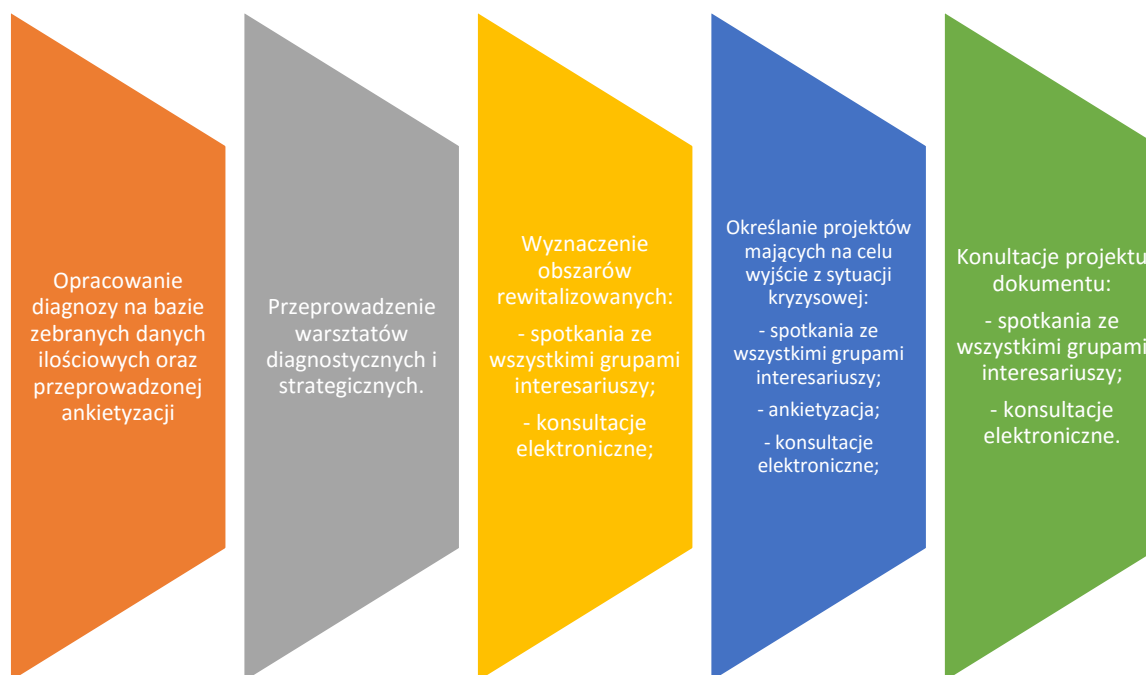 Opracowanie
diagnozy na bazie
zebranych danych
ilościowych oraz
przeprowadzonej
ankietyzacji
Przeprowadzenie
warsztatów
diagnostycznych i
strategicznych.
Wyznaczenie
obszarów
rewitalizowanych:
- spotkania ze
wszystkimi grupami
interesariuszy;
- konsultacje
elektroniczne;
Określanie projektów
mających na celu
wyjście z sytuacji
kryzysowej:
- spotkania ze
wszystkimi grupami
interesariuszy;
- ankietyzacja;
- konsultacje
elektroniczne;
Konultacje projektu
dokumentu:
- spotkania ze
wszystkimi grupami
interesariuszy;
- konsultacje
elektroniczne.